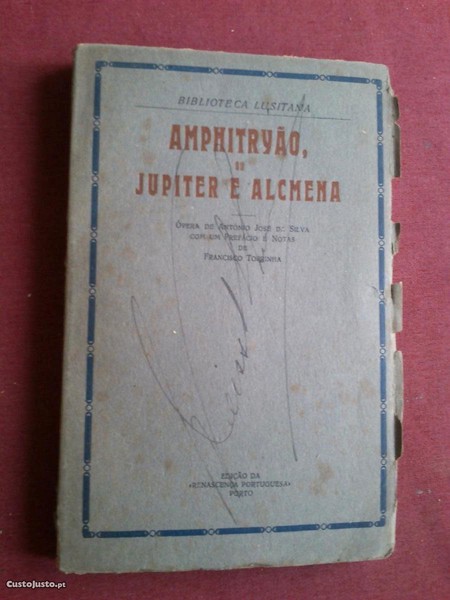 BIBLIOTECA LUSITANA
AMPHITRYÃO,
OU
JUPITER E ALCMENA
ÓPERA DE ANTÓNIO JOSÉ DA SILVA
COM UM PREFÁCIO E NOTAS
DE
FRANCISCO TORRINHA
EDIÇÃO DA
«RENASCENÇA PORTUGUESA»
PORTO
CustoJusto.pt